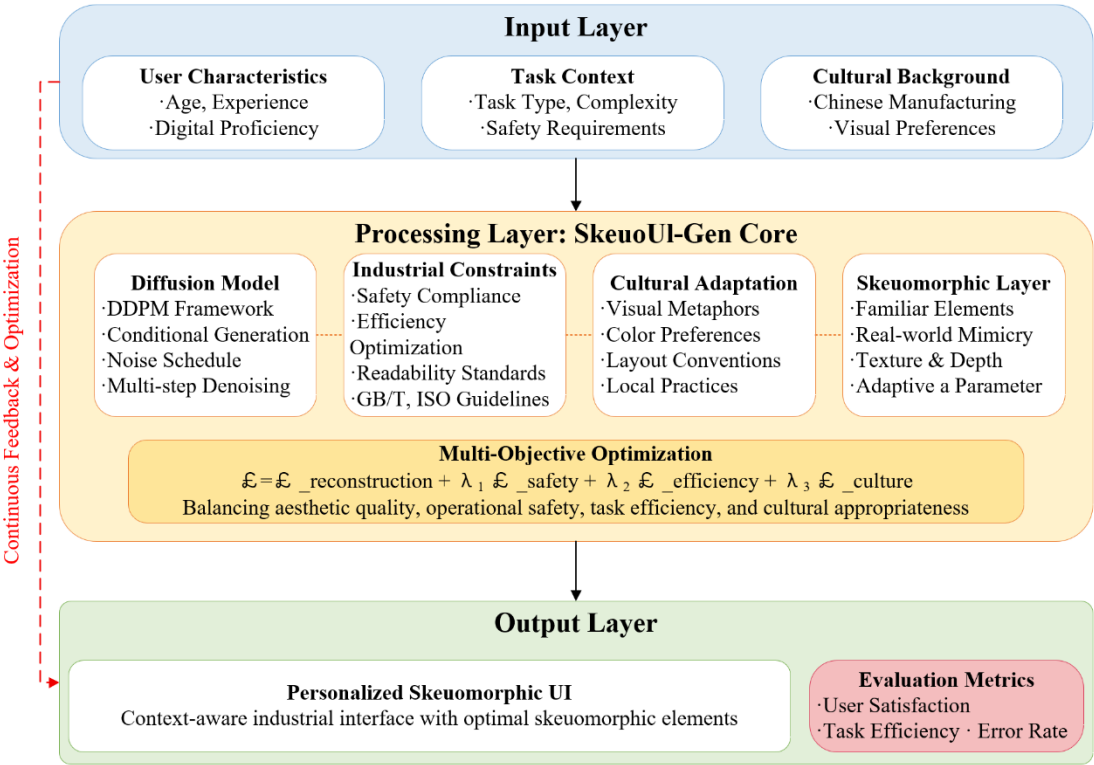 Input Layer
User Characteristics
·Age, Experience
·Digital Proficiency
Task Context
·Task Type, Complexity
·Safety Requirements
Cultural Background
·Chinese Manufacturing
·Visual Preferences
Continuous Feedback & Optimization
Processing Layer: SkeuoUl-Gen Core
Diffusion Model
·DDPM Framework
·Conditional Generation
·Noise Schedule
·Multi-step Denoising
Industrial Constraints
·Safety Compliance
·Efficiency
Optimization
·Readability Standards
·GB/T, ISO Guidelines
Cultural Adaptation
·Visual Metaphors
·Color Preferences
·Layout Conventions
·Local Practices
Skeuomorphic Layer
·Familiar Elements
·Real-world Mimicry
·Texture & Depth
·Adaptive a Parameter
Multi-Objective Optimization
£=£ _reconstruction + λ ₁ £ _safety + λ ₂ £ _efficiency + λ ₃ £ _culture
Balancing aesthetic quality, operational safety, task efficiency, and cultural appropriateness
Output Layer
Personalized Skeuomorphic UI
Context-aware industrial interface with optimal skeuomorphic elements
Evaluation Metrics
·User Satisfaction
·Task Efficiency · Error Rate